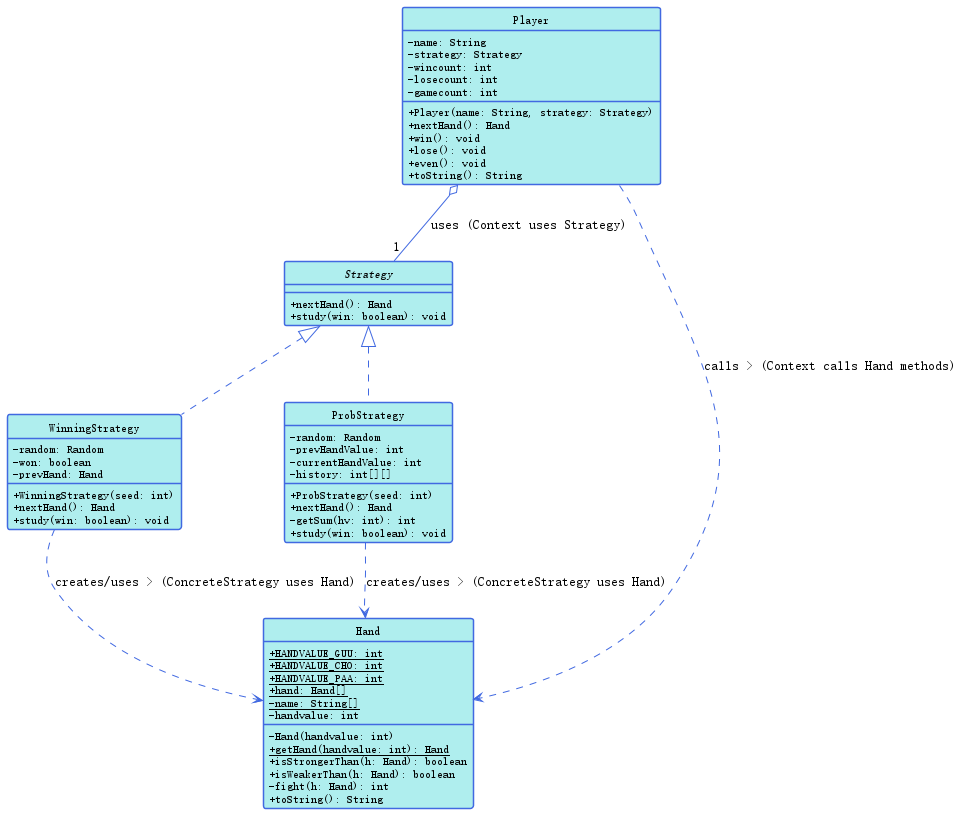 Player
-name: String
-strategy: Strategy
-wincount: int
-losecount: int
-gamecount: int
+Player(name: String, strategy: Strategy)
+nextHand(): Hand
+win(): void
+lose(): void
+even(): void
+toString(): String
uses (Context uses Strategy)
1
Strategy
+nextHand(): Hand
+study(win: boolean): void
calls > (Context calls Hand methods)
WinningStrategy
-random: Random
-won: boolean
-prevHand: Hand
+WinningStrategy(seed: int)
+nextHand(): Hand
+study(win: boolean): void
ProbStrategy
-random: Random
-prevHandValue: int
-currentHandValue: int
-history: int[][]
+ProbStrategy(seed: int)
+nextHand(): Hand
-getSum(hv: int): int
+study(win: boolean): void
creates/uses > (ConcreteStrategy uses Hand)
creates/uses > (ConcreteStrategy uses Hand)
Hand
+HANDVALUE_GUU: int
+HANDVALUE_CHO: int
+HANDVALUE_PAA: int
+hand: Hand[]
-name: String[]
-handvalue: int
-Hand(handvalue: int)
+getHand(handvalue: int): Hand
+isStrongerThan(h: Hand): boolean
+isWeakerThan(h: Hand): boolean
-fight(h: Hand): int
+toString(): String